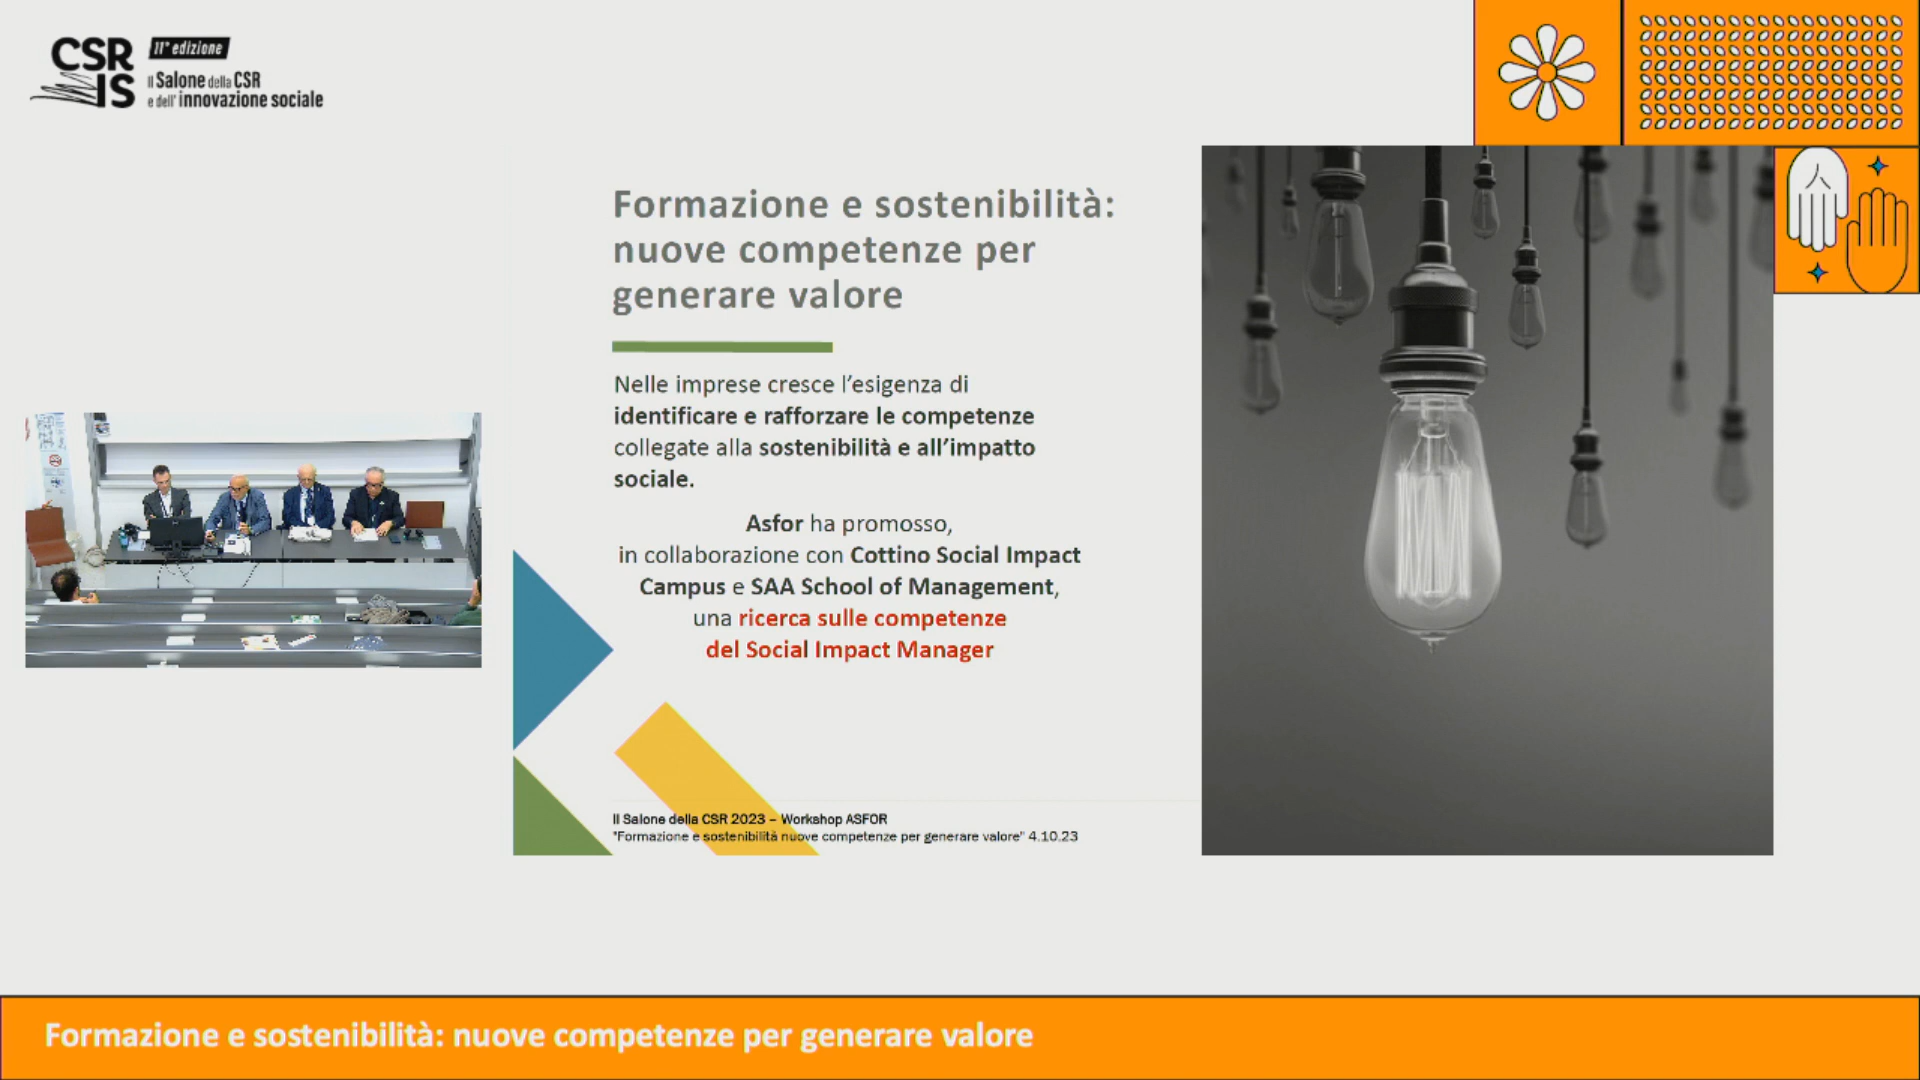 CSR
IS
11° edizione
Il Salone della CSR
e dell' innovazione sociale
Formazione e sostenibilità:
nuove competenze per
generare valore
Nelle imprese cresce l'esigenza di
identificare e rafforzare le competenze
collegate alla sostenibilità e all'impatto
sociale.
Asfor ha promosso,
in collaborazione con Cottino Social Impact
Campus e SAA School of Management,
una ricerca sulle competenze
del Social Impact Manager
Il Salone della CSR 2023 – Workshop ASFOR
"Formazione e sostenibilità nuove competenze per generare valore" 4.10.23
Formazione e sostenibilità: nuove competenze per generare valore